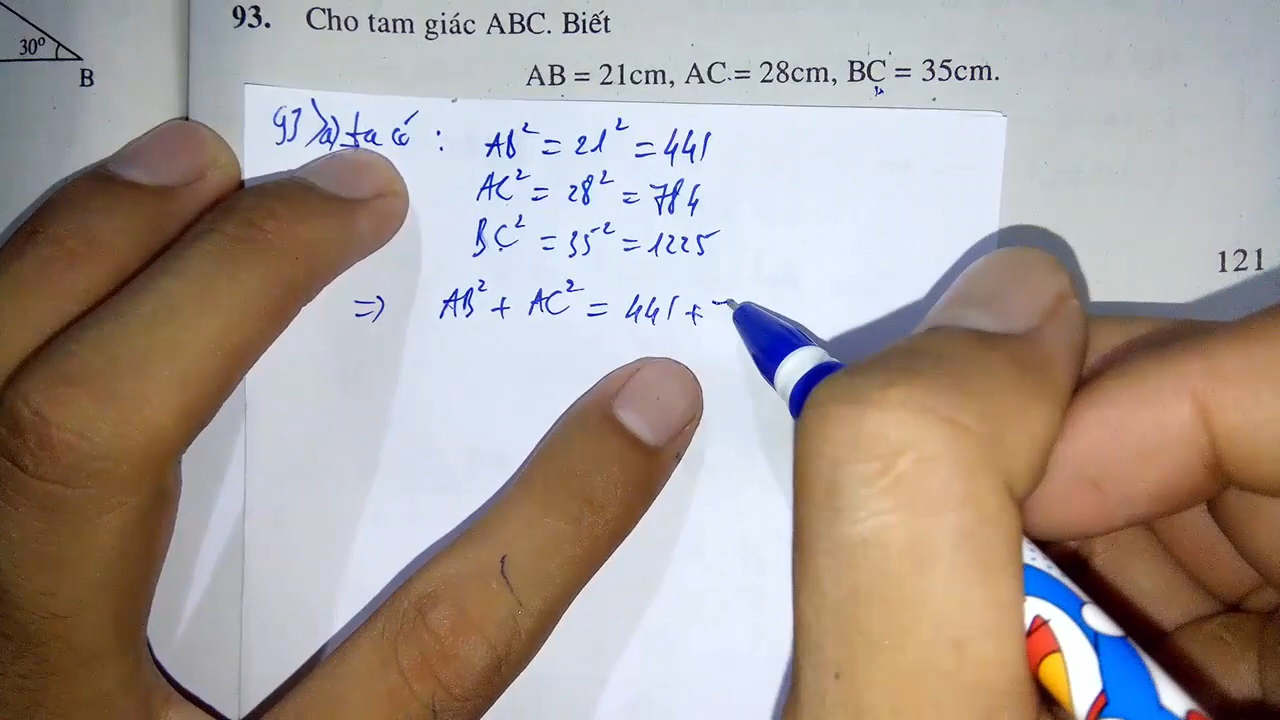 30° B
93. Cho tam giác ABC. Biết
AB = 21cm, AC = 28cm, BC = 35cm.
93) a) ta có : AB² = 21² = 441
AC² = 28² = 784
BC² = 35² = 1225
=> AB² + AC² = 441 +
121